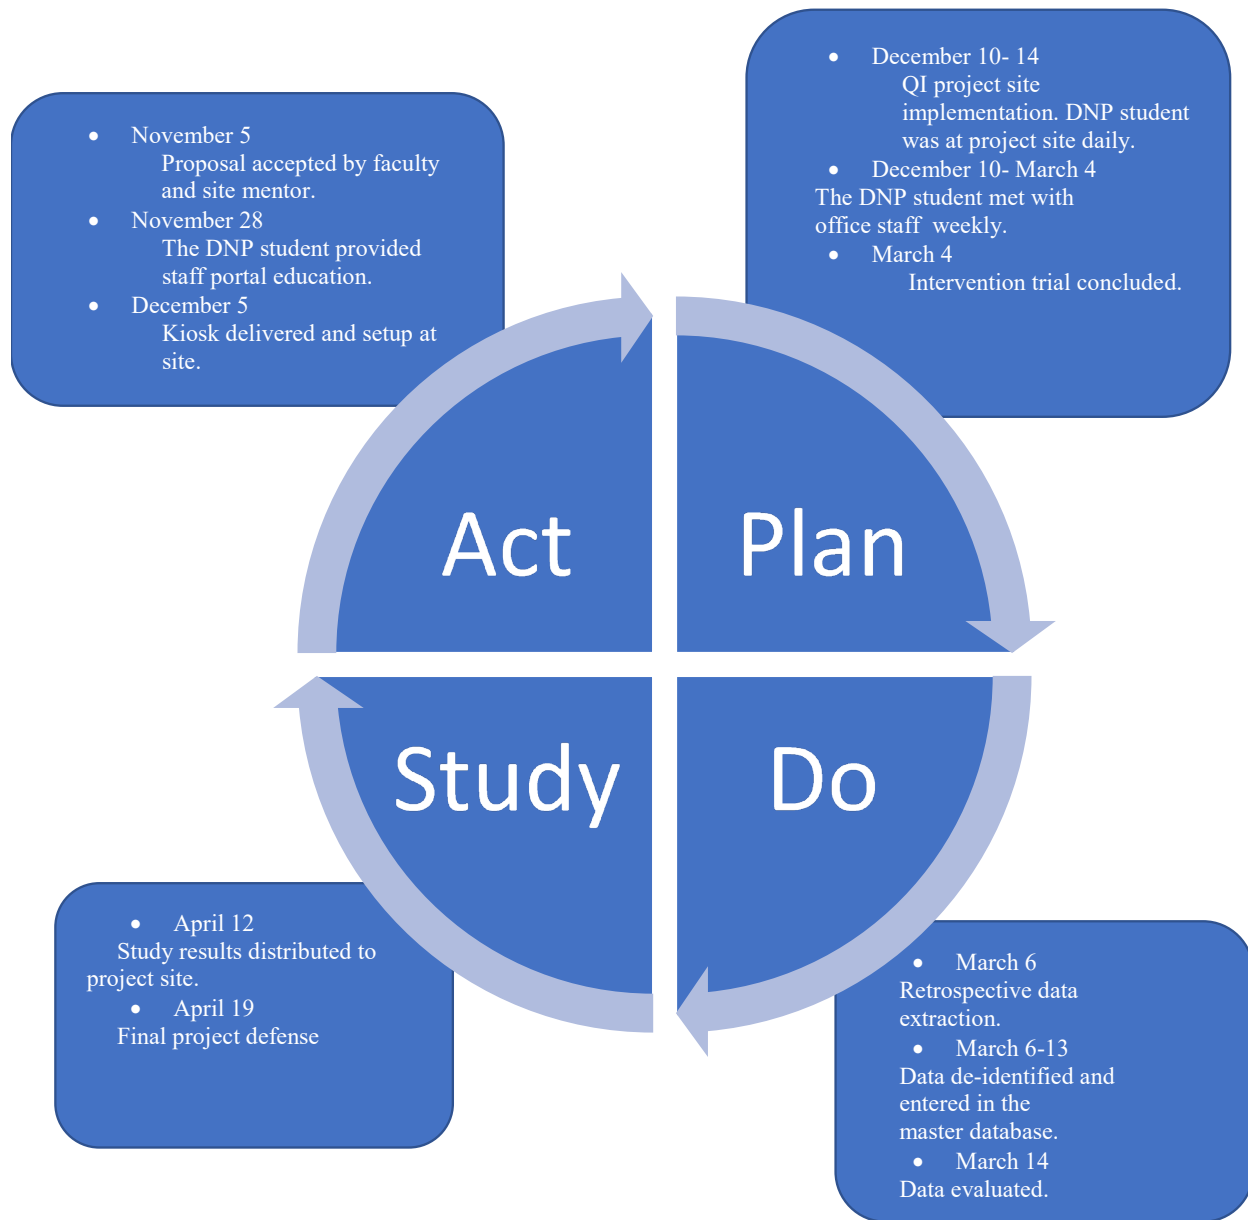 • November 5
Proposal accepted by faculty
and site mentor.
• November 28
The DNP student provided
staff portal education.
• December 5
Kiosk delivered and setup at
site.
• December 10- 14
QI project site
implementation. DNP student
was at project site daily.
• December 10- March 4
The DNP student met with
office staff  weekly.
• March 4
Intervention trial concluded.
Act
Plan
Study
Do
• April 12
Study results distributed to
project site.
• April 19
Final project defense
• March 6
Retrospective data
extraction.
• March 6-13
Data de-identified and
entered in the
master database.
• March 14
Data evaluated.